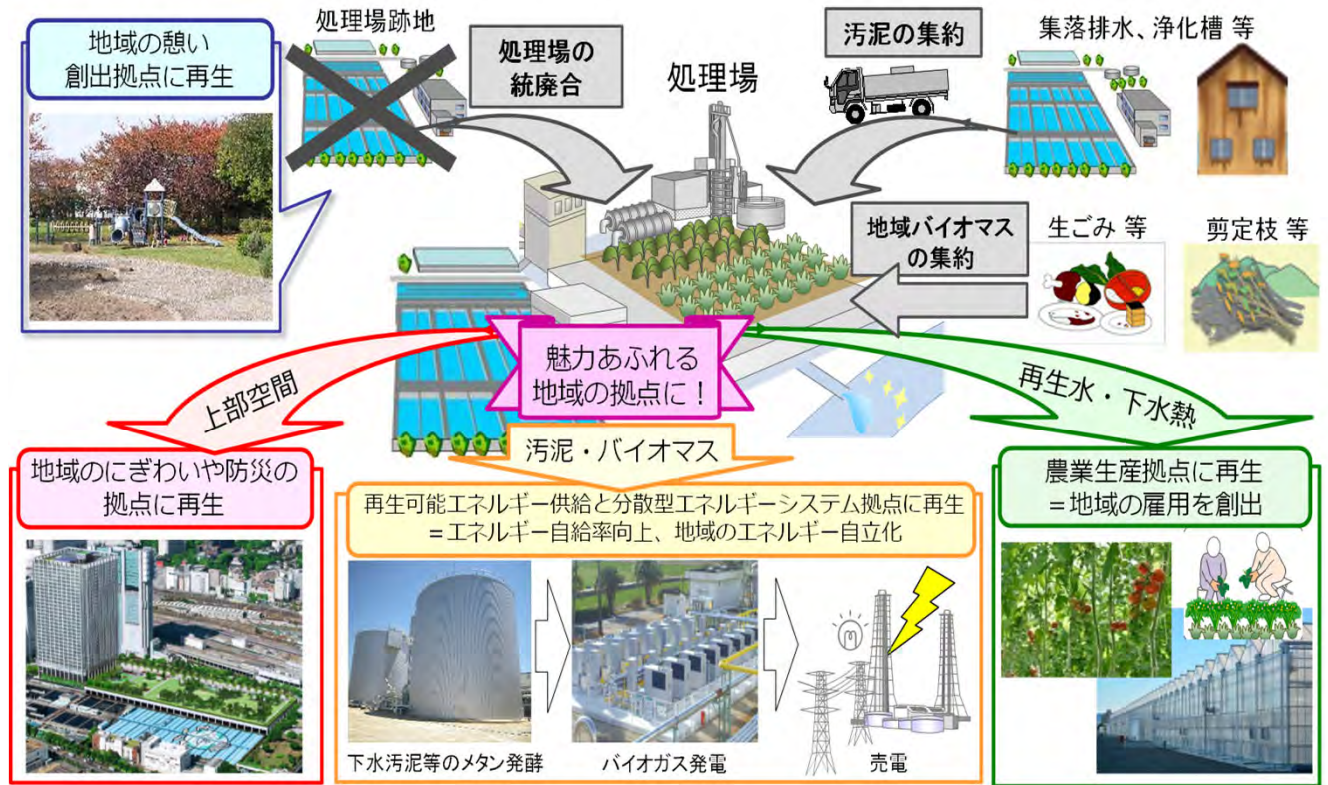 地域の憩い
創出拠点に再生
処理場跡地
処理場の
統廃合
処理場
汚泥の集約
集落排水、浄化槽 等
地域バイオマス
の集約
生ごみ 等
剪定枝 等
魅力あふれる
地域の拠点に！
上部空間
汚泥・バイオマス
再生水・下水熱
地域のにぎわいや防災の
拠点に再生
再生可能エネルギー供給と分散型エネルギーシステム拠点に再生
＝エネルギー自給率向上、地域のエネルギー自立化
下水汚泥等のメタン発酵
バイオガス発電
売電
農業生産拠点に再生
＝地域の雇用を創出